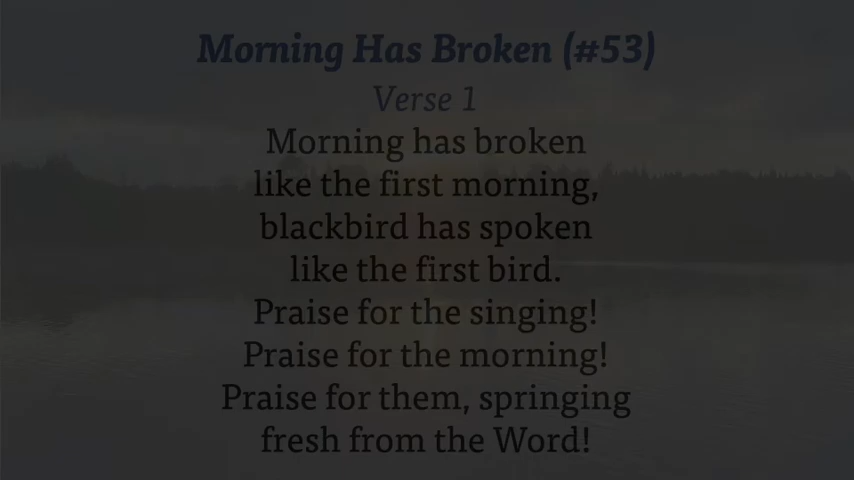 Morning Has Broken (#53)
Verse 1
Morning has broken
like the first morning,
blackbird has spoken
like the first bird.
Praise for the singing!
Praise for the morning!
Praise for them, springing
fresh from the Word!